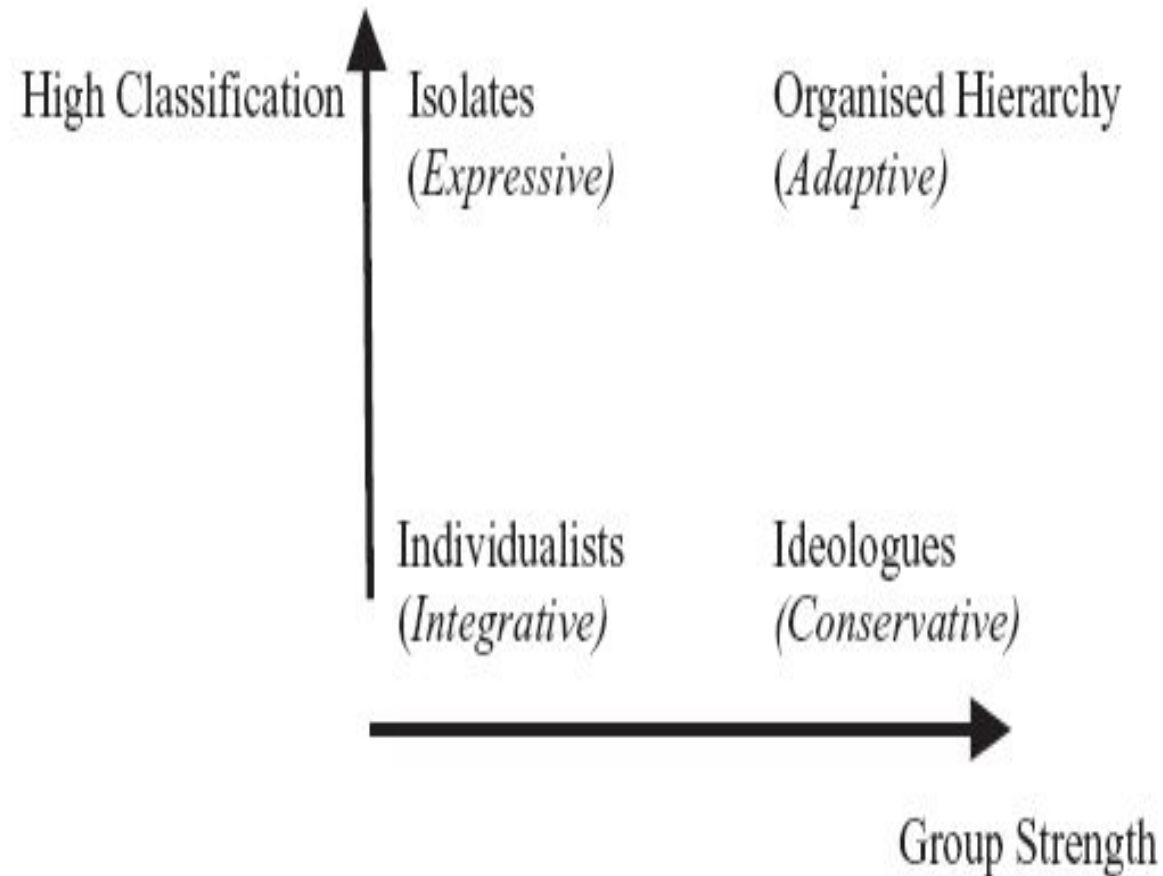 High Classification
Isolates
(Expressive)
Organised Hierarchy
(Adaptive)
Individualists
(Integrative)
Ideologues
(Conservative)
Group Strength